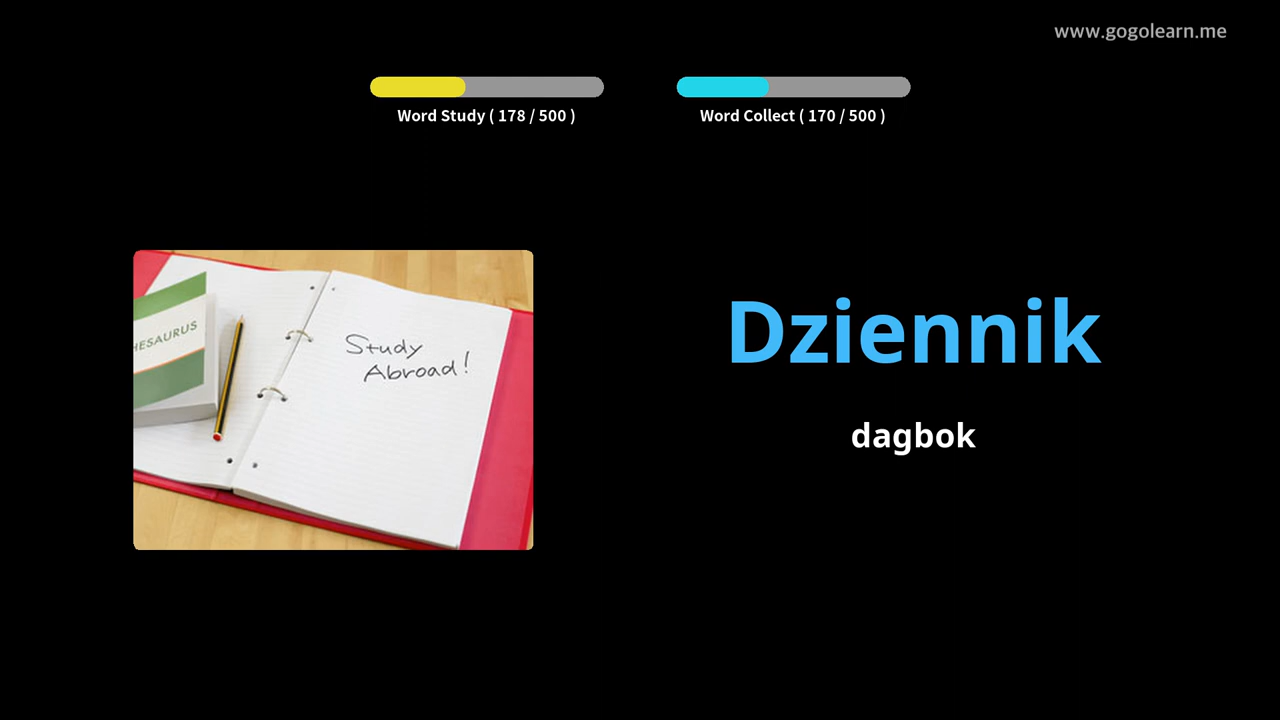 www.gogolearn.me
Word Study ( 178 / 500 )
Word Collect ( 170 / 500 )
HESAURUS
Study
Abroad!
Dziennik
dagbok